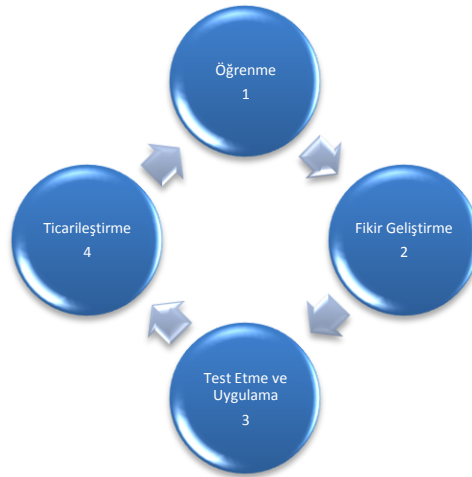 Öğrenme
1
Fikir Geliştirme
2
Test Etme ve
Uygulama
3
Ticarileştirme
4